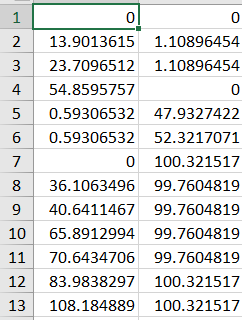 1 0 0
2 13.9013615 1.10896454
3 23.7096512 1.10896454
4 54.8595757 0
5 0.59306532 47.9327422
6 0.59306532 52.3217071
7 0 100.321517
8 36.1063496 99.7604819
9 40.6411467 99.7604819
10 65.8912994 99.7604819
11 70.6434706 99.7604819
12 83.9838297 100.321517
13 108.184889 100.321517